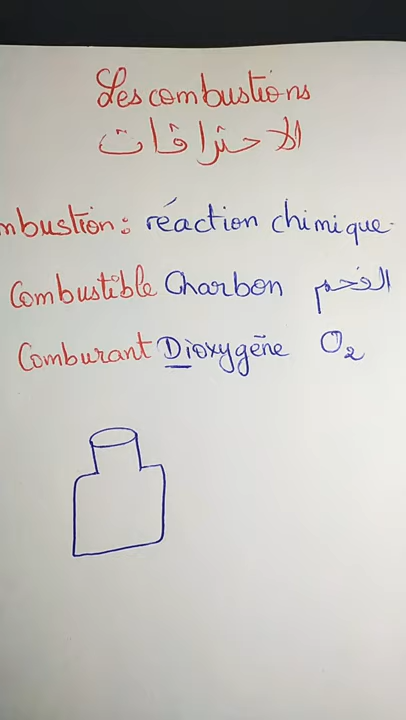 Les combustions
الاحتراقات
mbustion: réaction chimique
Combustible Charbon الفحم
Comburant Dioxygène O₂